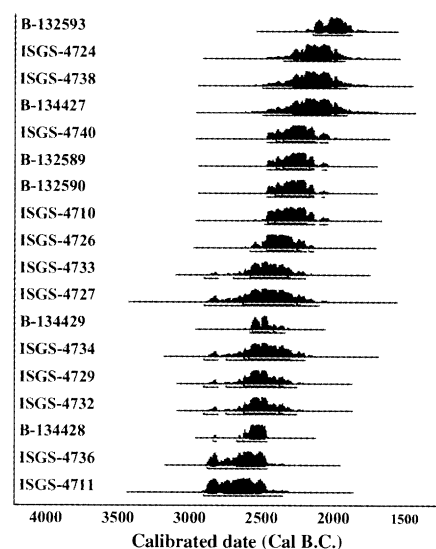 B-132593
ISGS-4724
ISGS-4738
B-134427
ISGS-4740
B-132589
B-132590
ISGS-4710
ISGS-4726
ISGS-4733
ISGS-4727
B-134429
ISGS-4734
ISGS-4729
ISGS-4732
B-134428
ISGS-4736
ISGS-4711
4000 3500 3000 2500 2000 1500
Calibrated date (Cal B.C.)